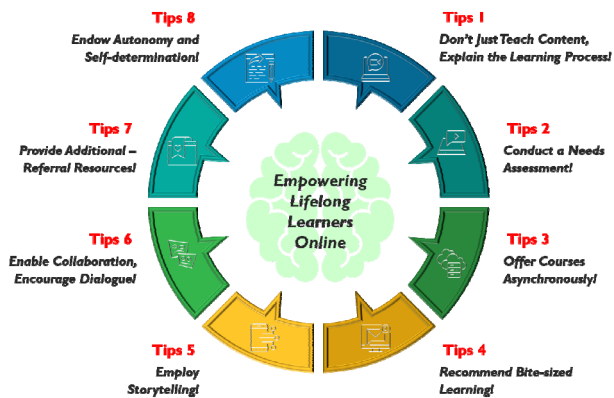 Tips 1
Don't Just Teach Content,
Explain the Learning Process!
Tips 2
Conduct a Needs
Assessment!
Tips 3
Offer Courses
Asynchronously!
Tips 4
Recommend Bite-sized
Learning!
Tips 5
Employ
Storytelling!
Tips 6
Enable Collaboration,
Encourage Dialogue!
Tips 7
Provide Additional –
Referral Resources!
Tips 8
Endow Autonomy and
Self-determination!
Empowering
Lifelong
Learners
Online